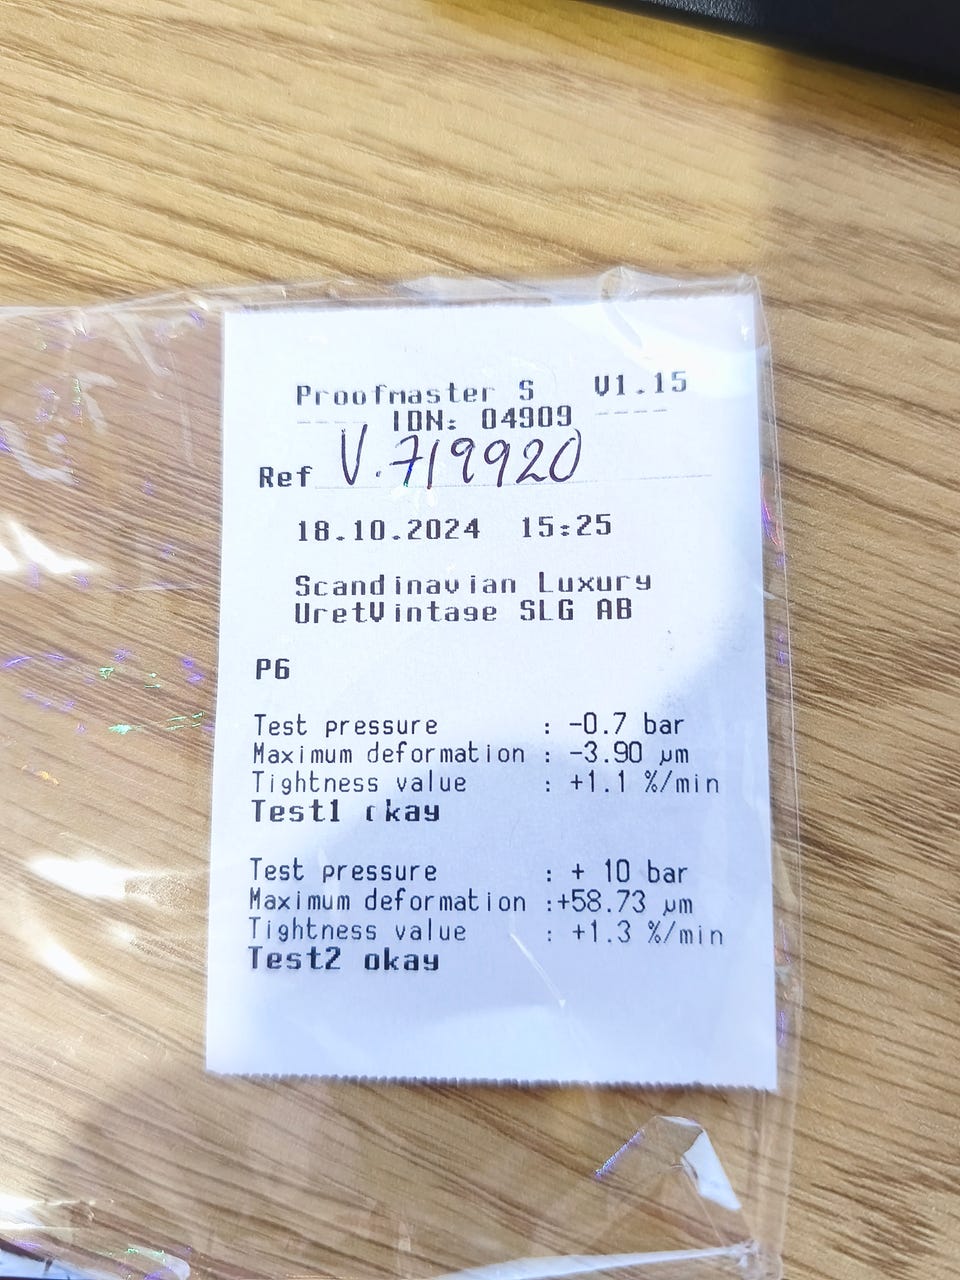 Proofmaster S V1.15
IDN: 04909
Ref V.719920
18.10.2024 15:25
Scandinavian Luxury
UretVintage SLG AB
P6
Test pressure : -0.7 bar
Maximum deformation : -3.90 µm
Tightness value : +1.1 %/min
Test1 okay
Test pressure : + 10 bar
Maximum deformation :+58.73 µm
Tightness value : +1.3 %/min
Test2 okay